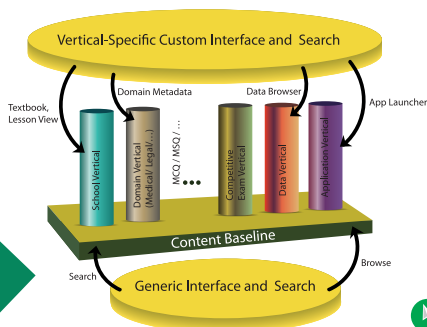 Vertical-Specific Custom Interface and Search
Textbook,
Lesson View
Domain Metadata
Data Browser
App Launcher
School Vertical
Domain Vertical
(Medical/ Legal/...)
MCQ / MSQ / ...
Competitive
Exam Vertical
Data Vertical
Application Vertical
Content Baseline
Search
Browse
Generic Interface and Search